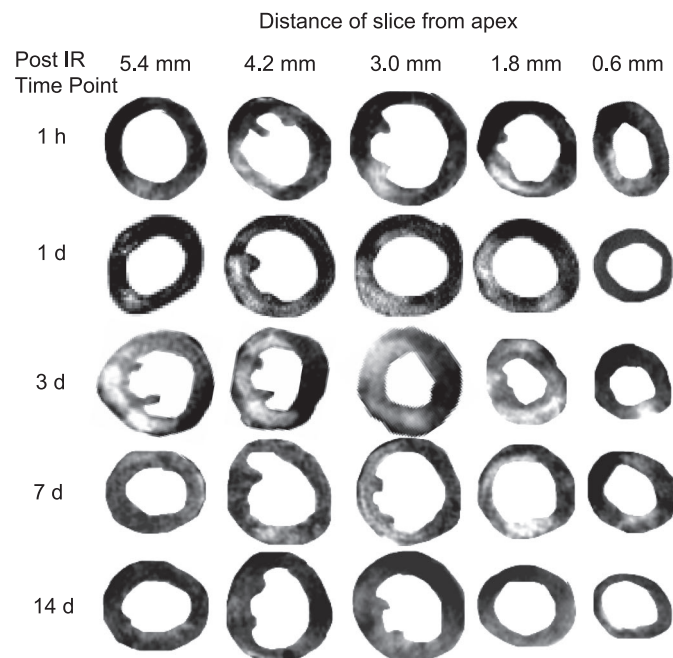 Distance of slice from apex
Post IR
Time Point
5.4 mm 4.2 mm 3.0 mm 1.8 mm 0.6 mm
1 h
1 d
3 d
7 d
14 d